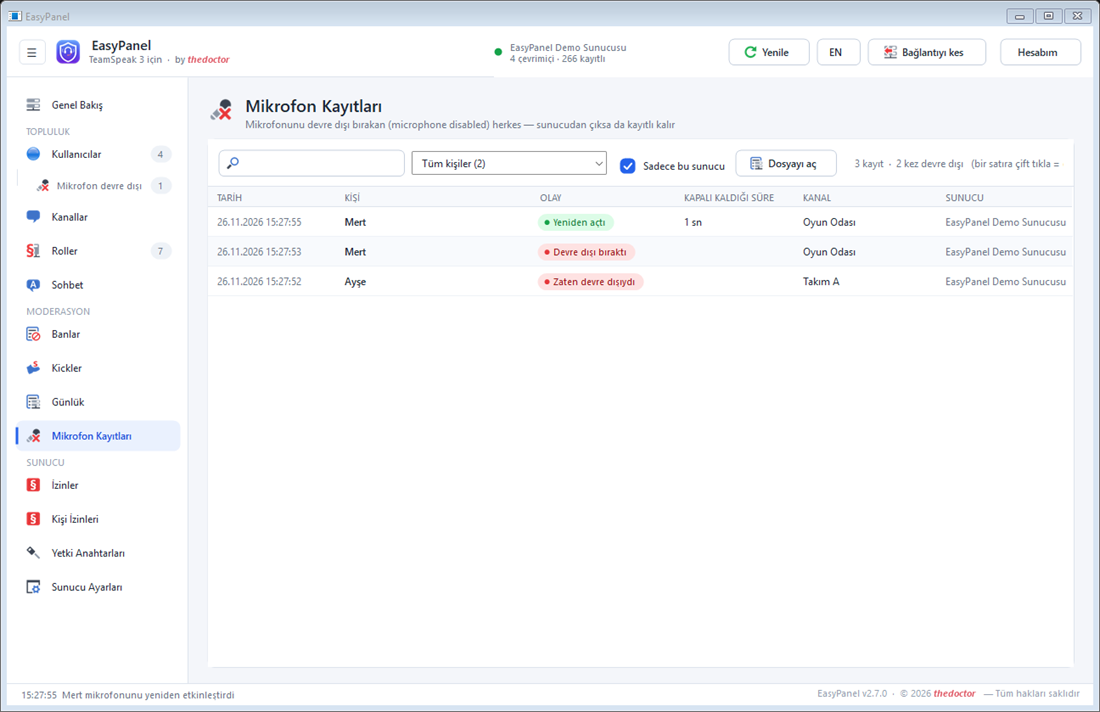 EasyPanel
EasyPanel
TeamSpeak 3 için · by thedoctor
EasyPanel Demo Sunucusu
4 çevrimiçi · 266 kayıtlı
Yenile
EN
Bağlantıyı kes
Hesabım
Genel Bakış
TOPLULUK
Kullanıcılar 4
Mikrofon devre dışı 1
Kanallar
Roller 7
Sohbet
MODERASYON
Banlar
Kickler
Günlük
Mikrofon Kayıtları
SUNUCU
İzinler
Kişi İzinleri
Yetki Anahtarları
Sunucu Ayarları
Mikrofon Kayıtları
Mikrofonunu devre dışı bırakan (microphone disabled) herkes — sunucudan çıksa da kayıtlı kalır
Tüm kişiler (2)
Sadece bu sunucu
Dosyayı aç
3 kayıt · 2 kez devre dışı (bir satıra çift tıkla =
TARİH KİŞİ OLAY KAPALI KALDIĞI SÜRE KANAL SUNUCU
26.11.2026 15:27:55 Mert Yeniden açtı 1 sn Oyun Odası EasyPanel Demo Sunucusu
26.11.2026 15:27:53 Mert Devre dışı bıraktı Oyun Odası EasyPanel Demo Sunucusu
26.11.2026 15:27:52 Ayşe Zaten devre dışıydı Takım A EasyPanel Demo Sunucusu
15:27:55 Mert mikrofonunu yeniden etkinleştirdi
EasyPanel v2.7.0 · © 2026 thedoctor — Tüm hakları saklıdır